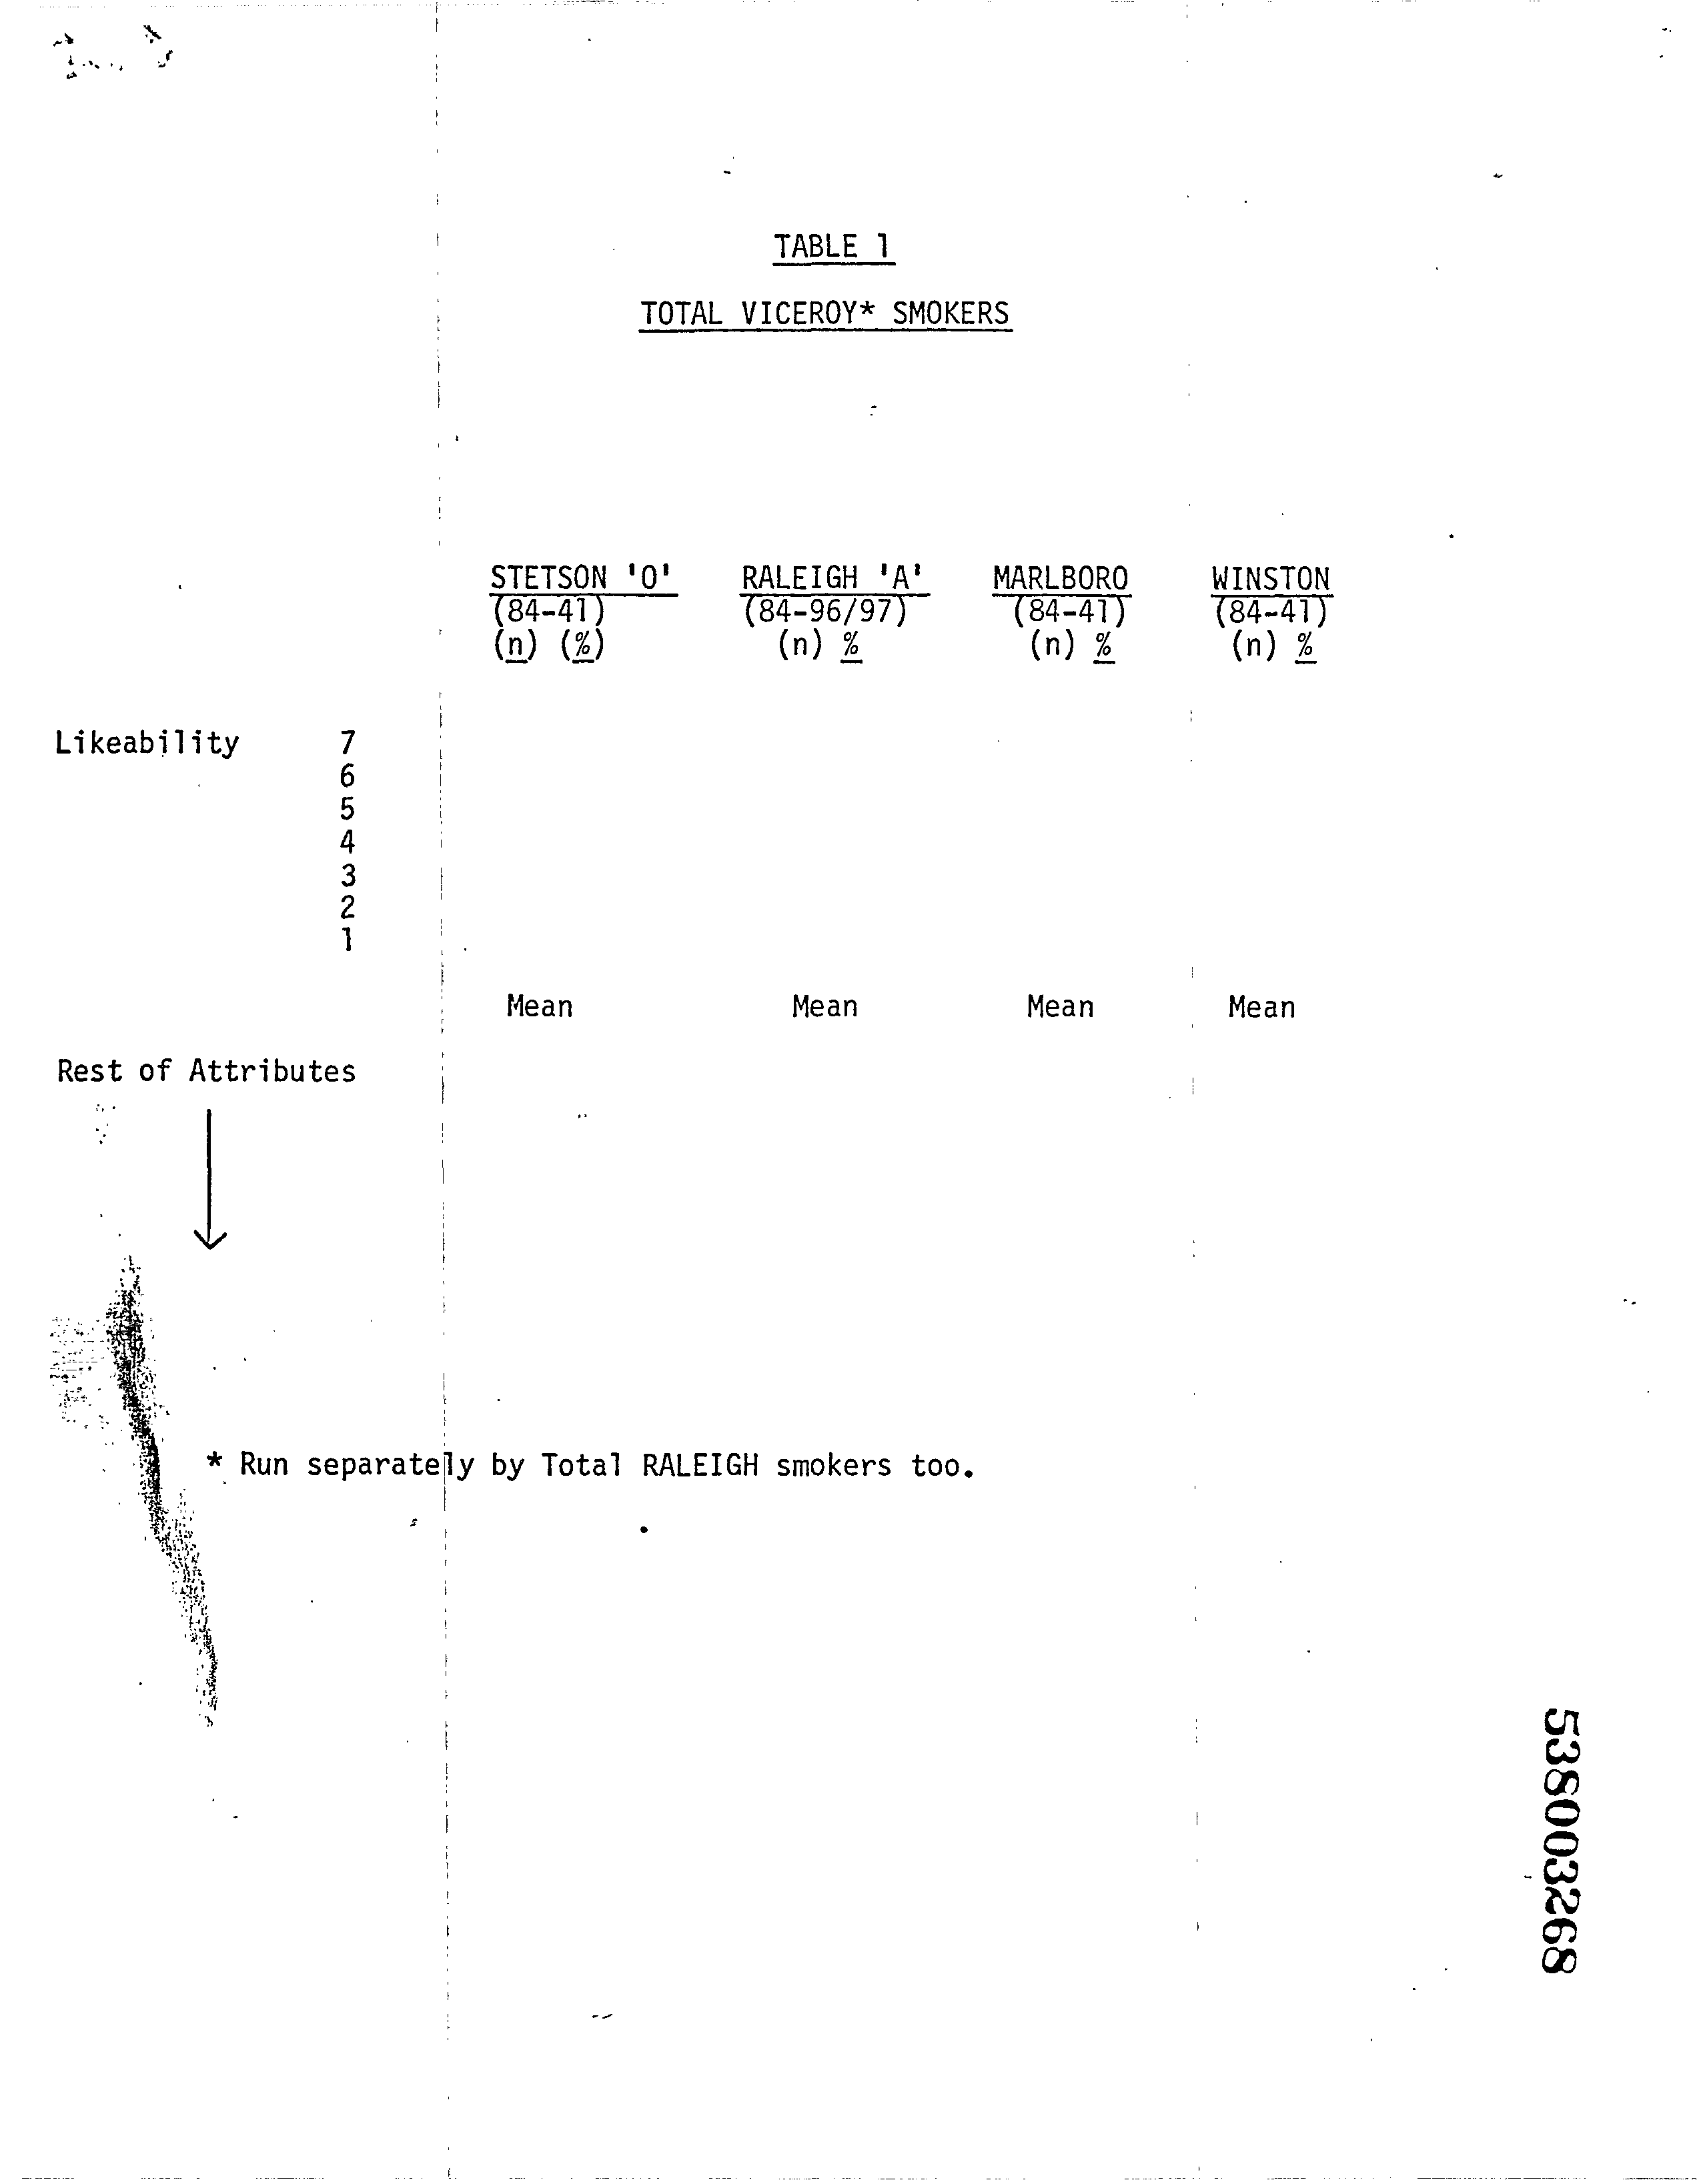 TABLE 1
TOTAL VICEROY* SMOKERS
STETSON 'O' RALEIGH 'A' MARLBORO WINSTON
(84-41) (84-96/97) (84-41) (84-41)
(n) (%) (n) % (n) % (n) %
Likeability 7
6
5
4
3
2
1
Mean Mean Mean Mean
Rest of Attributes
* Run separately by Total RALEIGH smokers too.
538003268